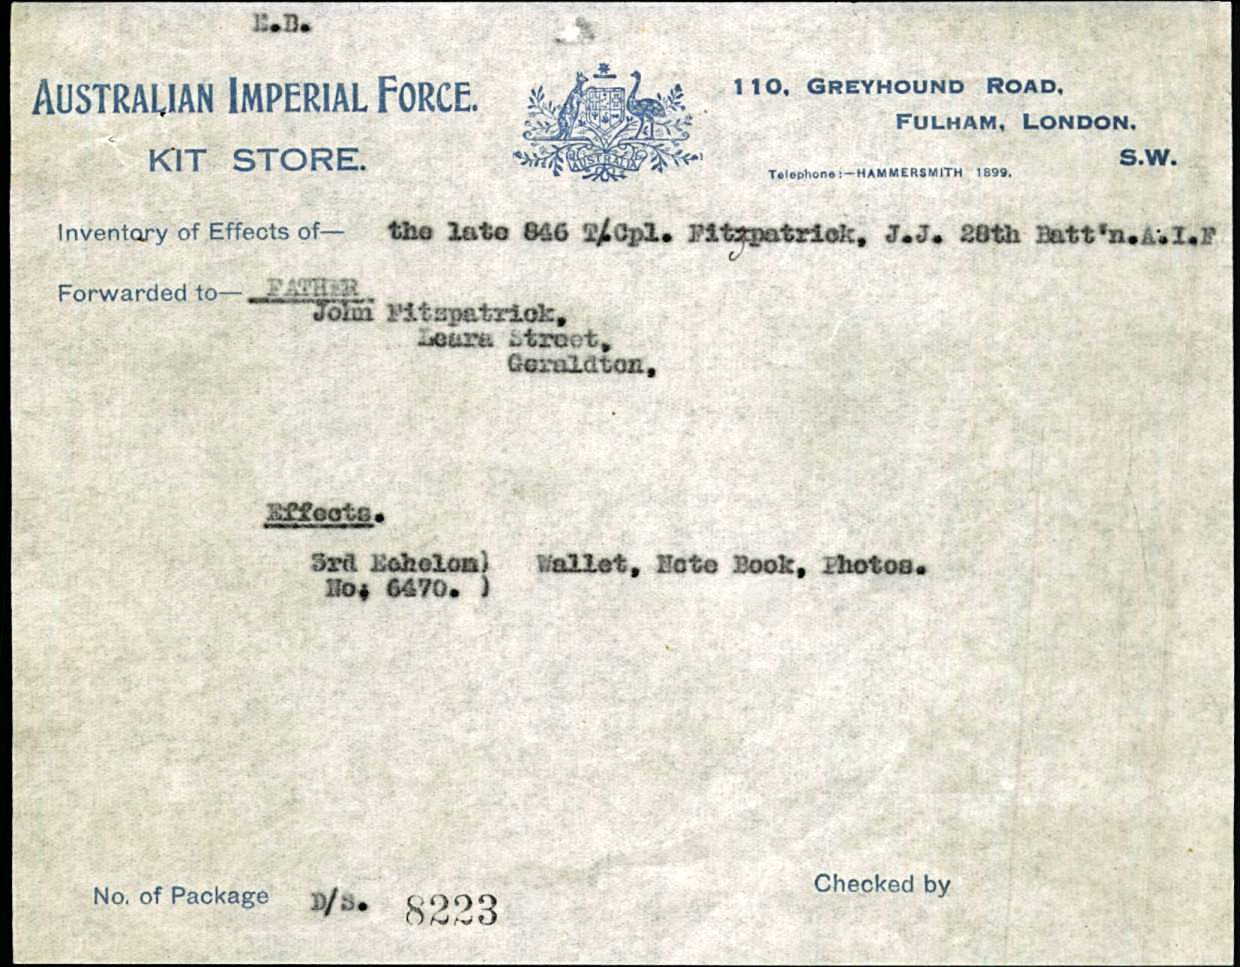 E.B.
AUSTRALIAN IMPERIAL FORCE.
KIT STORE.
AUSTRALIA
110, GREYHOUND ROAD,
FULHAM, LONDON,
S.W.
Telephone:—HAMMERSMITH 1899.
Inventory of Effects of— the late 846 T/Cpl. Fitzpatrick, J.J. 28th Batt'n.A.I.F
Forwarded to— FATHER
John Fitzpatrick,
Leara Street,
Geraldton,
Effects.
3rd Echelon) Wallet, Note Book, Photos.
No; 6470. )
No. of Package D/S. 8223
Checked by